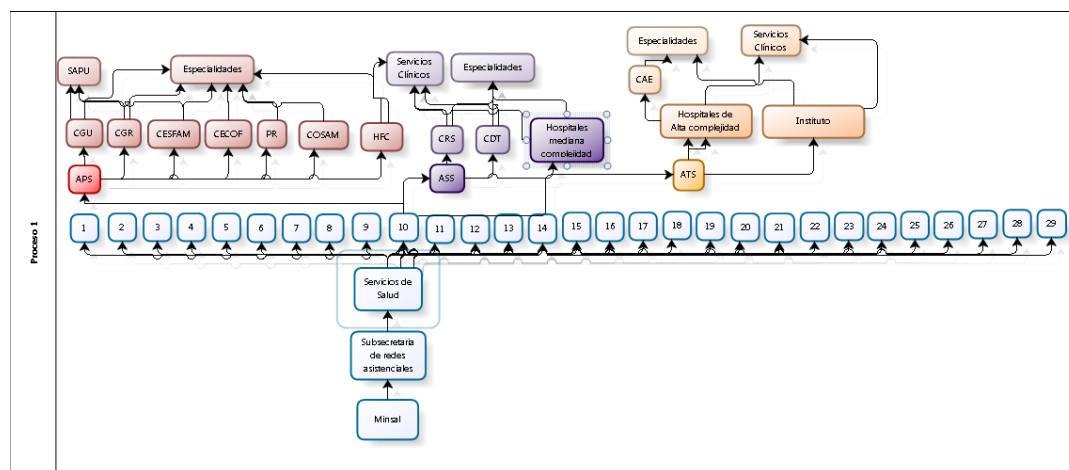 Proceso 1
SAPU
Especialidades
Servicios
Clínicos
Especialidades
Especialidades
Servicios
Clínicos
CAE
CGU
CGR
CESFAM
CECOF
PR
COSAM
HFC
CRS
CDT
Hospitales
mediana
complejidad
Hospitales de
Alta complejidad
Instituto
APS
ASS
ATS
1
2
3
4
5
6
7
8
9
10
11
12
13
14
15
16
17
18
19
20
21
22
23
24
25
26
27
28
29
Servicios de
Salud
Subsecretaria
de redes
asistenciales
Minsal